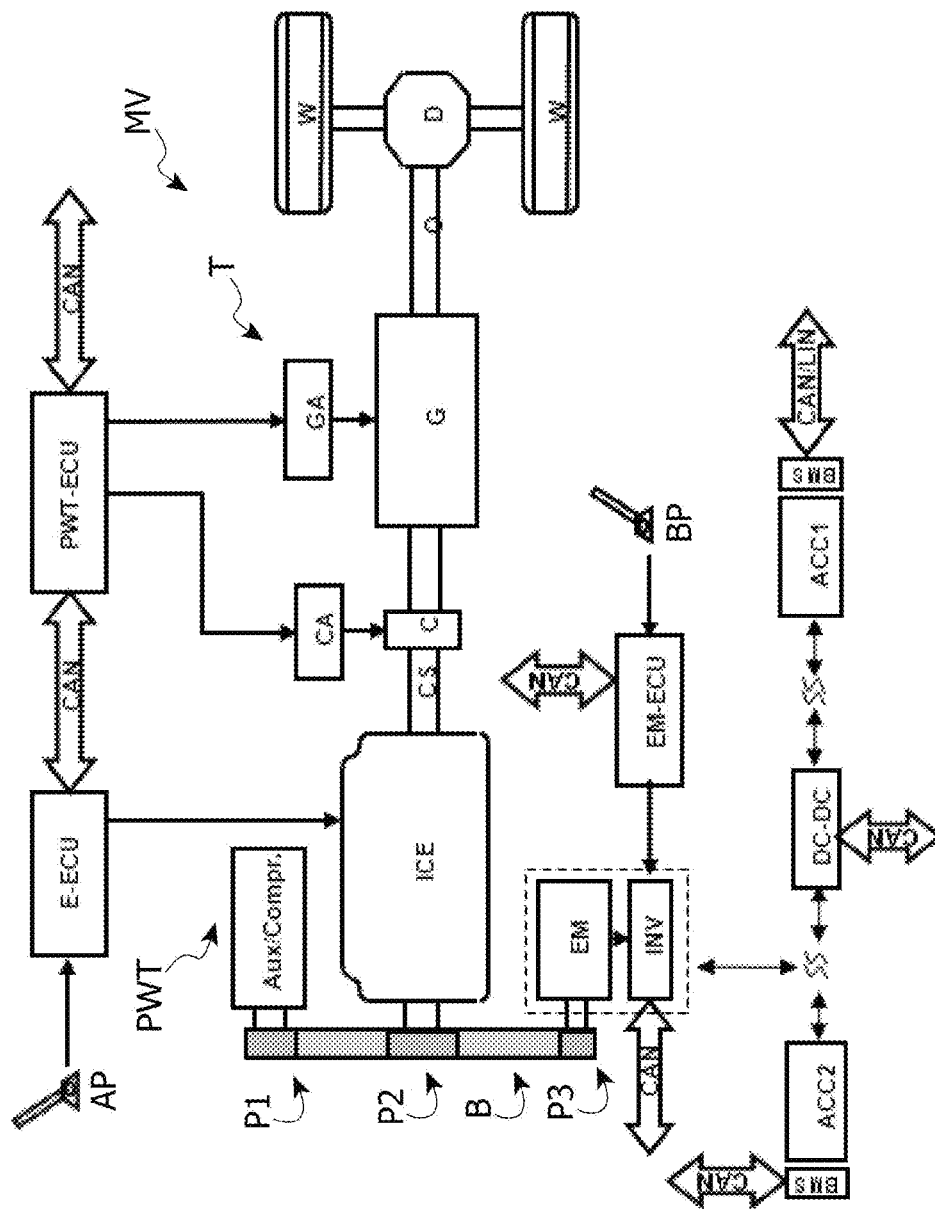 MV
T
W
W
D
O
CAN
PWT-ECU
CAN
E-ECU
AP
GA
G
CA
C
CS
ICE
Aux/Compr.
PWT
P1
P2
B
P3
EM
INV
CAN
EM-ECU
CAN
BP
ACC2
BMS
CAN
SS
DC-DC
CAN
SS
ACC1
BMS
CAN/LIN